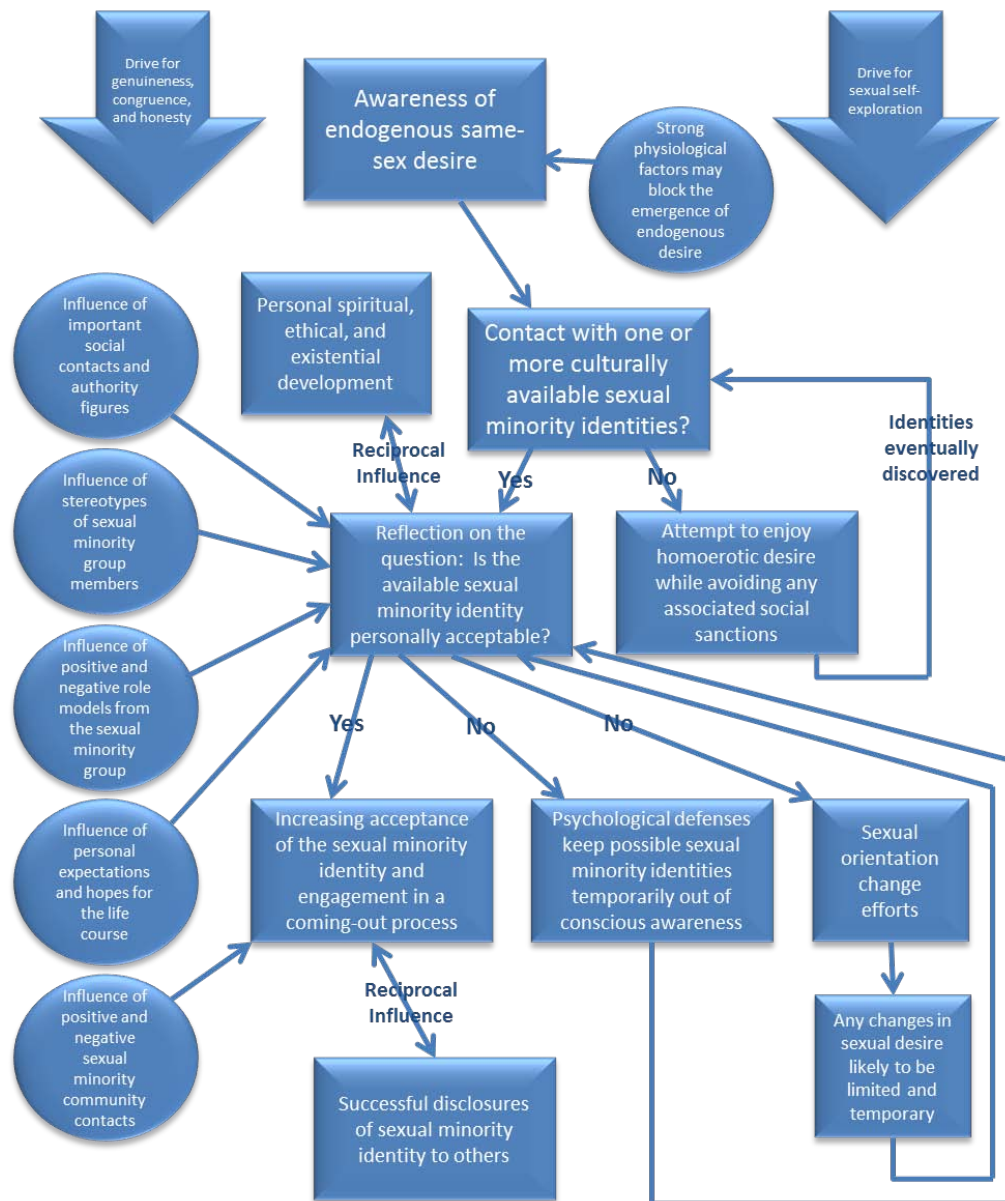 Drive for
genuineness,
congruence,
and honesty
Awareness of
endogenous same-
sex desire
Drive for
sexual self-
exploration
Strong
physiological
factors may
block the
emergence of
endogenous
desire
Influence of
important
social
contacts and
authority
figures
Personal spiritual,
ethical, and
existential
development
Contact with one or
more culturally
available sexual
minority identities?
Identities
eventually
discovered
Reciprocal
Influence
Yes
No
Influence of
stereotypes
of sexual
minority
group
members
Reflection on the
question:  Is the
available sexual
minority identity
personally acceptable?
Attempt to enjoy
homoerotic desire
while avoiding any
associated social
sanctions
Influence of
positive and
negative role
models from
the sexual
minority
group
Yes
No
No
Influence of
personal
expectations
and hopes for
the life
course
Increasing acceptance
of the sexual minority
identity and
engagement in a
coming-out process
Psychological defenses
keep possible sexual
minority identities
temporarily out of
conscious awareness
Sexual
orientation
change
efforts
Influence of
positive and
negative
sexual
minority
community
contacts
Reciprocal
Influence
Any changes in
sexual desire
likely to be
limited and
temporary
Successful disclosures
of sexual minority
identity to others